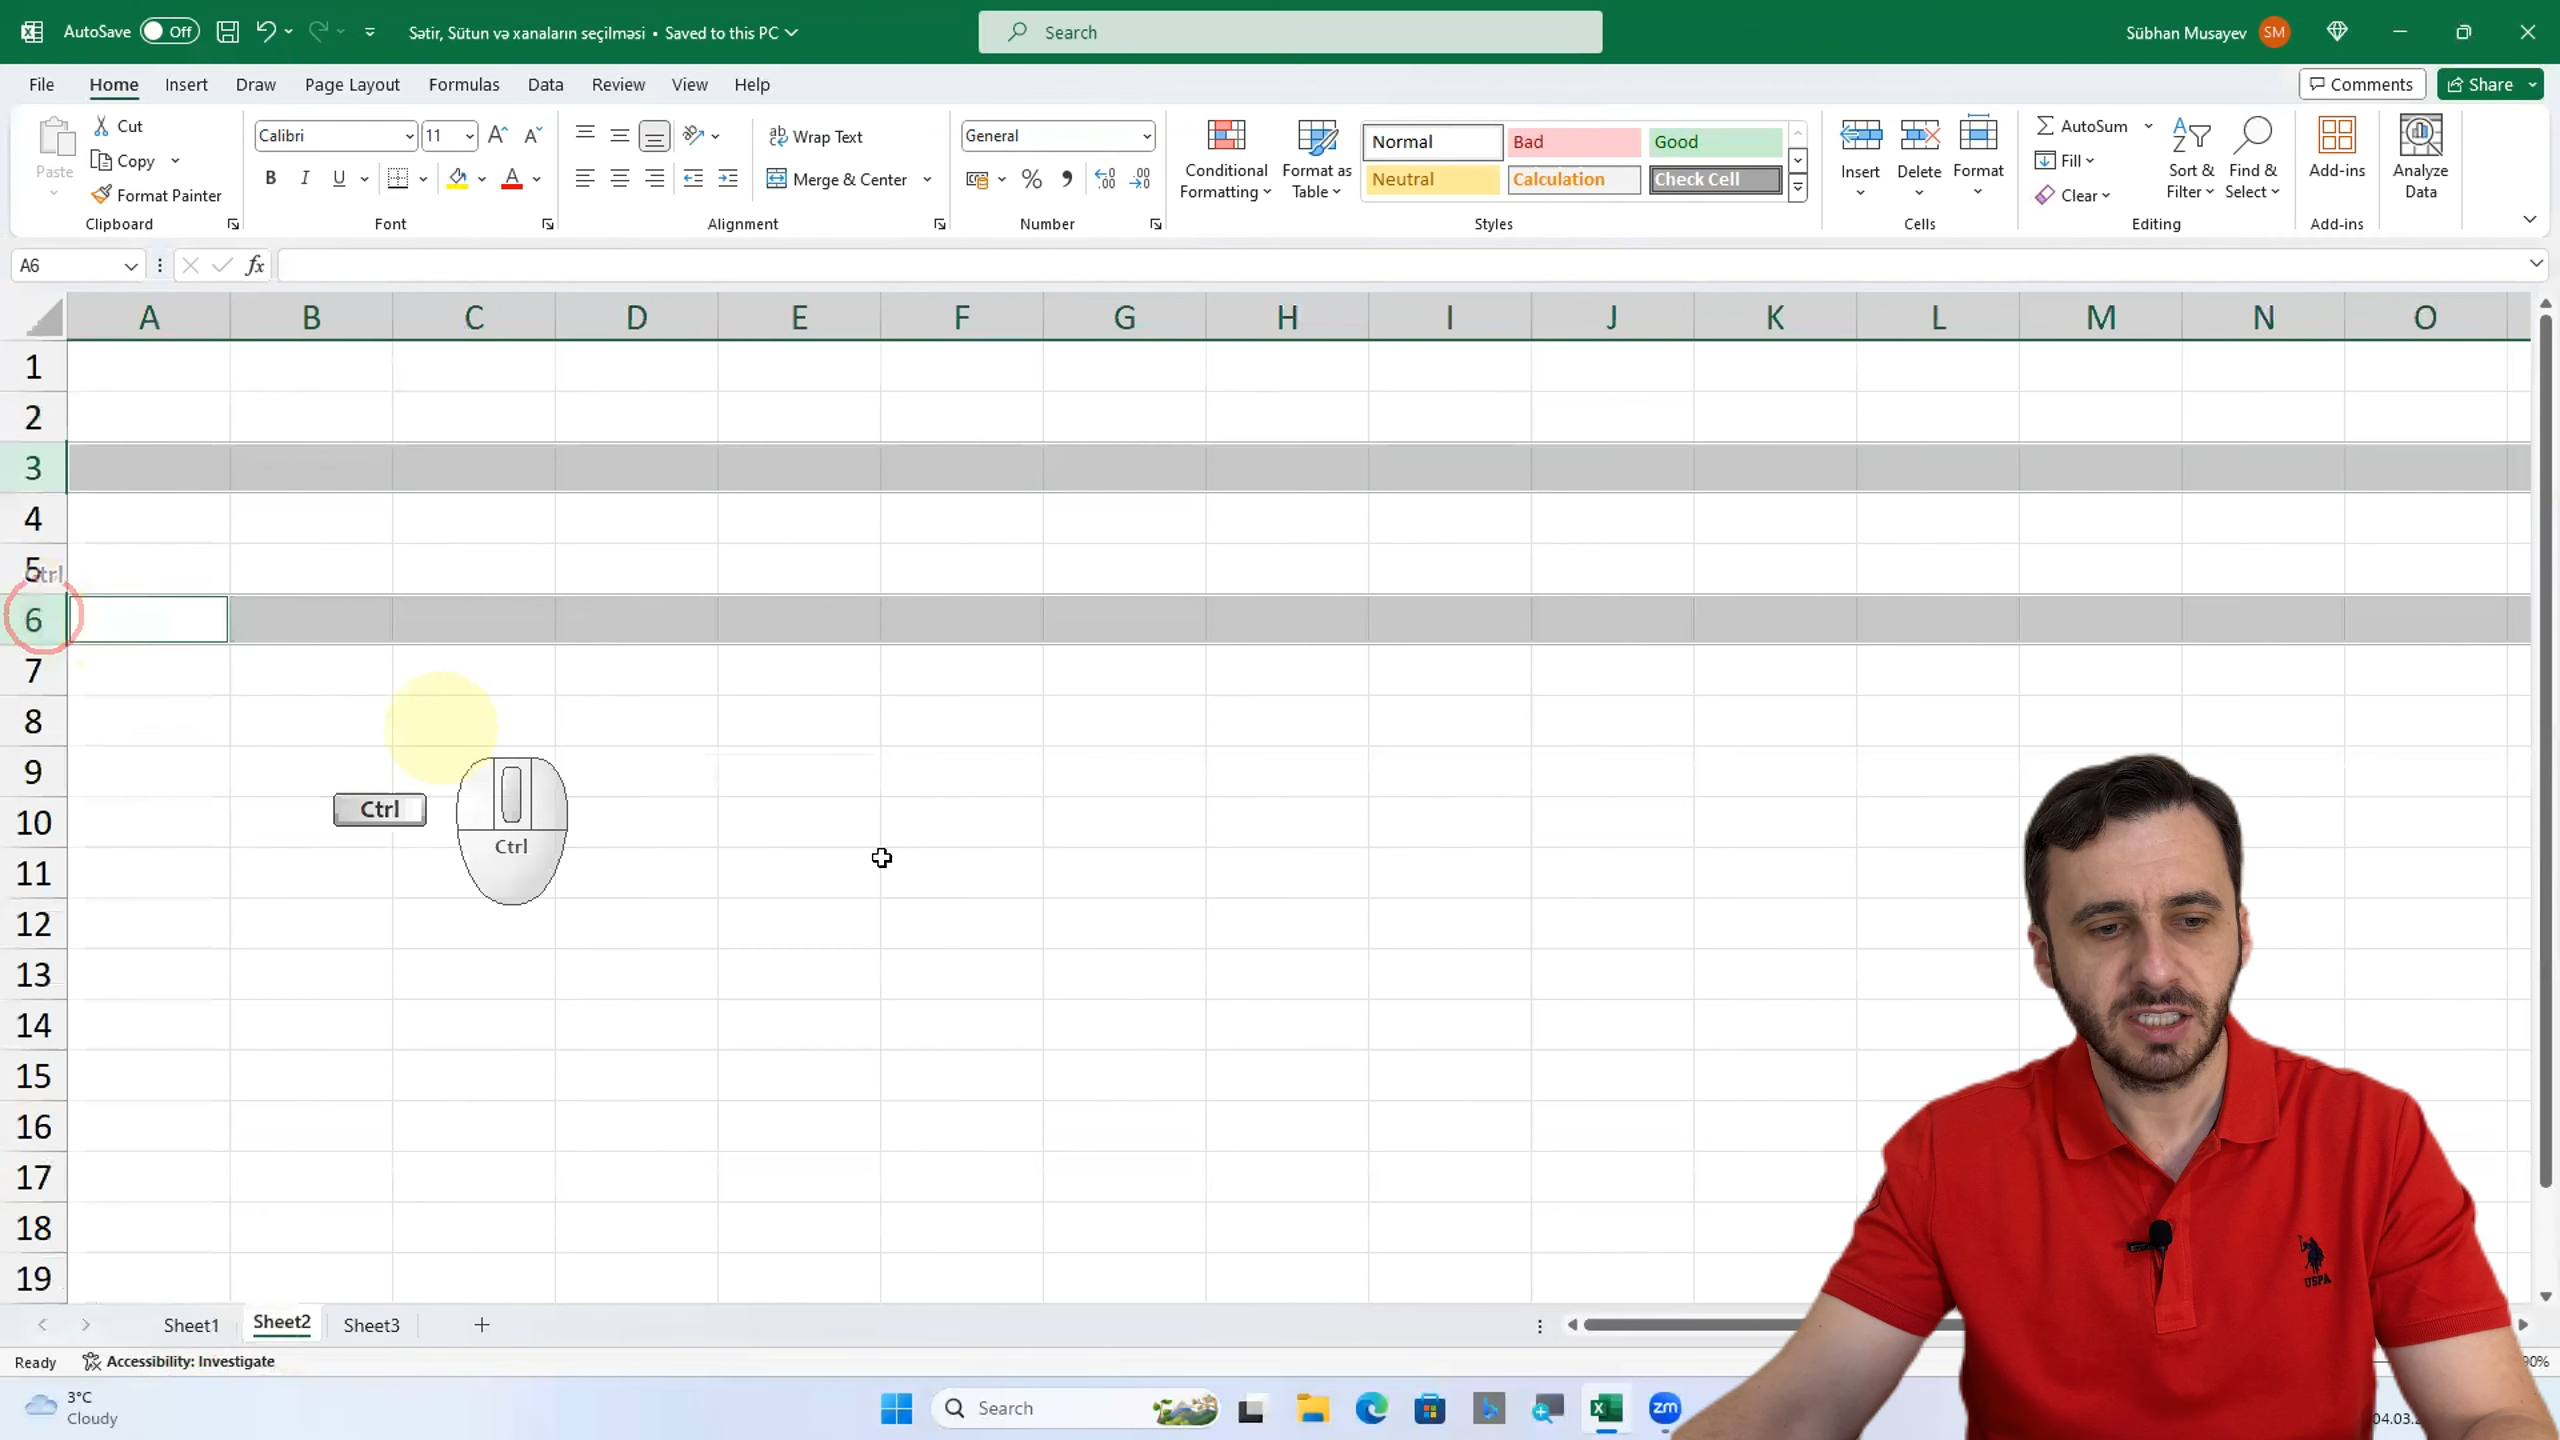 AutoSave Off Sətir, Sütun və xanaların seçilməsi • Saved to this PC Search Sübhan Musayev SM
File Home Insert Draw Page Layout Formulas Data Review View Help Comments Share
Cut Calibri 11 Wrap Text General Normal Bad Good AutoSum
Paste Copy Conditional Formatting Format as Table Insert Delete Format Fill Sort & Filter Find & Select Add-ins Analyze Data
Format Painter B I U Merge & Center Neutral Calculation Check Cell Clear
Clipboard Font Alignment Number Styles Cells Editing Add-ins
A6 fx
A B C D E F G H I J K L M N O
1
2
3
4
5
Ctrl
6
7
8
9
10
Ctrl
Ctrl
11
12
13
14
15
16
17
18
19
USPA
Sheet1 Sheet2 Sheet3
Ready Accessibility: Investigate
3°C
Cloudy
Search
zm